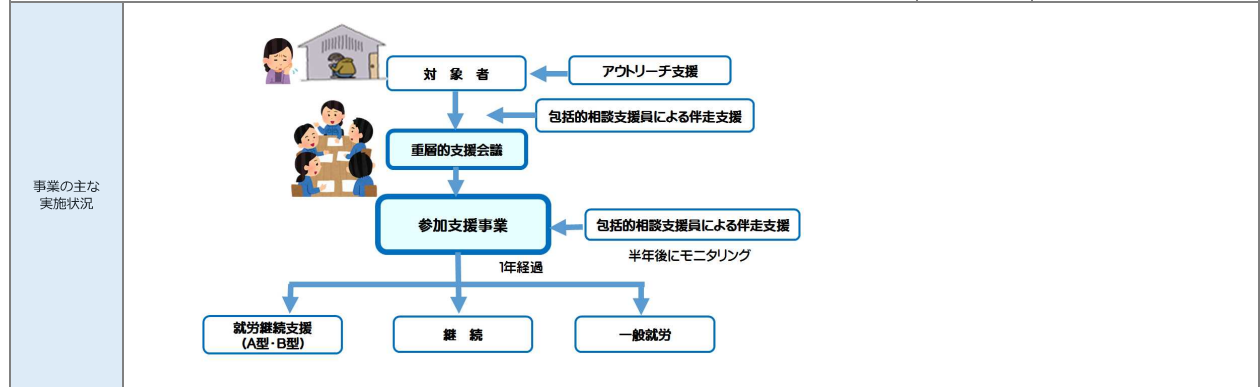 事業の主な
実施状況
対 象 者
アウトリーチ支援
包括的相談支援員による伴走支援
重層的支援会議
参加支援事業
包括的相談支援員による伴走支援
半年後にモニタリング
1年経過
就労継続支援
(A型・B型)
継 続
一般就労